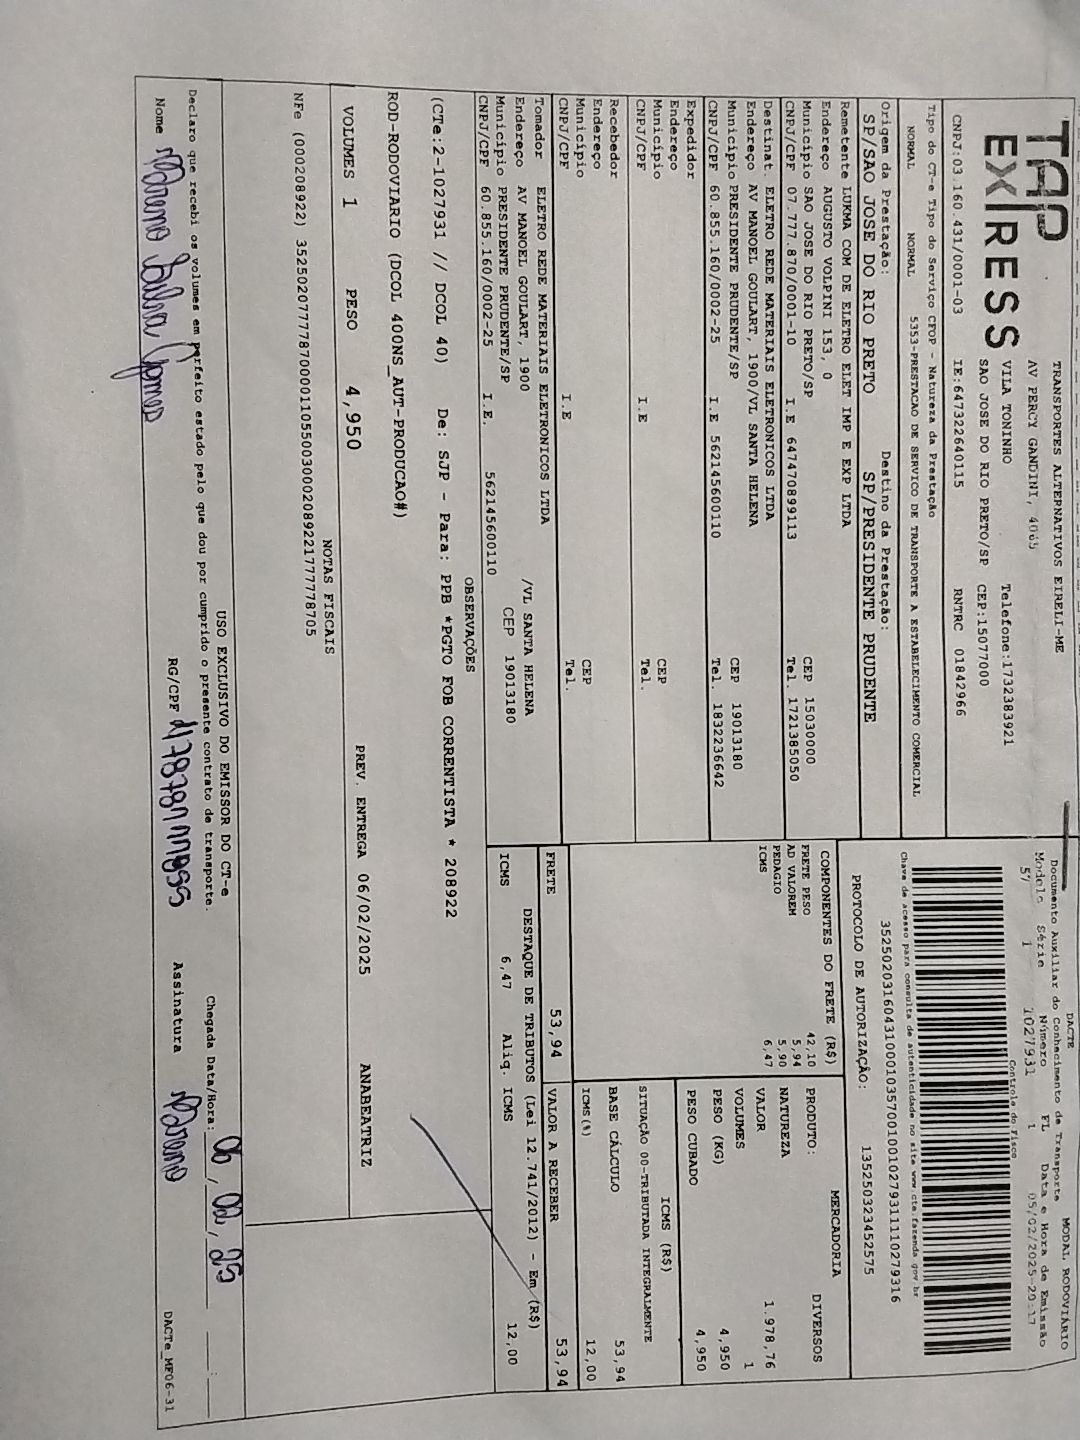 TAP
EXPRESS
TRANSPORTES ALTERNATIVOS EIRELI-ME
AV PERCY GANDINI, 4065
VILA TONINHO Telefone:1732383921
SAO JOSE DO RIO PRETO/SP CEP:15077000
CNPJ:03.160.431/0001-03 IE:647322640115 RNTRC 01842966
DACTE MODAL RODOVIÁRIO
Documento Auxiliar do Conhecimento de Transporte
Modelo Série Número FL Data e Hora de Emissão
57 1 1027931 1 05/02/2025-20:17
Controle do Fisco
Chave de acesso para consulta de autenticidade no site www.cte.fazenda.gov.br
35250203160431000103570010010279311110279316
PROTOCOLO DE AUTORIZAÇÃO: 135250323452575
Tipo do CT-e Tipo do Serviço CFOP - Natureza da Prestação
NORMAL NORMAL 5353-PRESTACAO DE SERVICO DE TRANSPORTE A ESTABELECIMENTO COMERCIAL
Origem da Prestação: Destino da Prestação:
SP/SAO JOSE DO RIO PRETO SP/PRESIDENTE PRUDENTE
Remetente LUKMA COM DE ELETRO ELET IMP E EXP LTDA
Endereço AUGUSTO VOLPINI 153, 0
Município SAO JOSE DO RIO PRETO/SP CEP 15030000
CNPJ/CPF 07.777.870/0001-10 I.E 647470899113 Tel. 1721385050
Destinat. ELETRO REDE MATERIAIS ELETRONICOS LTDA
Endereço AV MANOEL GOULART, 1900/VL SANTA HELENA
Município PRESIDENTE PRUDENTE/SP CEP 19013180
CNPJ/CPF 60.855.160/0002-25 I.E 562145600110 Tel. 1832236642
Expedidor
Endereço
Município CEP
CNPJ/CPF I.E Tel.
Recebedor
Endereço
Município CEP
CNPJ/CPF I.E Tel.
Tomador ELETRO REDE MATERIAIS ELETRONICOS LTDA
Endereço AV MANOEL GOULART, 1900 /VL SANTA HELENA
Município PRESIDENTE PRUDENTE/SP CEP 19013180
CNPJ/CPF 60.855.160/0002-25 I.E. 562145600110
COMPONENTES DO FRETE (R$)
FRETE PESO 42,10
AD VALOREM 5,94
PEDAGIO 5,90
ICMS 6,47
MERCADORIA
PRODUTO: DIVERSOS
NATUREZA
VALOR 1.978,76
VOLUMES 1
PESO (KG) 4,950
PESO CUBADO 4,950
ICMS (R$)
SITUAÇÃO 00-TRIBUTADA INTEGRALMENTE
BASE CÁLCULO 53,94
ICMS(%) 12,00
FRETE 53,94 VALOR A RECEBER 53,94
DESTAQUE DE TRIBUTOS (Lei 12.741/2012) - Em (R$)
ICMS 6,47 Aliq. ICMS 12,00
OBSERVAÇÕES
(CTe:2-1027931 // DCOL 40) De: SJP - Para: PPB *PGTO FOB CORRENTISTA * 208922
ROD-RODOVIARIO (DCOL 400NS_AUT-PRODUCAO#)
VOLUMES 1 PESO 4,950 PREV. ENTREGA 06/02/2025 ANABEATRIZ
NOTAS FISCAIS
NFe (000208922) 35250207777870000110550030002089221777778705
USO EXCLUSIVO DO EMISSOR DO CT-e
Declaro que recebi os volumes em perfeito estado pelo que dou por cumprido o presente contrato de transporte. Chegada Data/Hora: 06 / 02 / 25 :
Nome RG/CPF Assinatura
DACTe_MF06-31